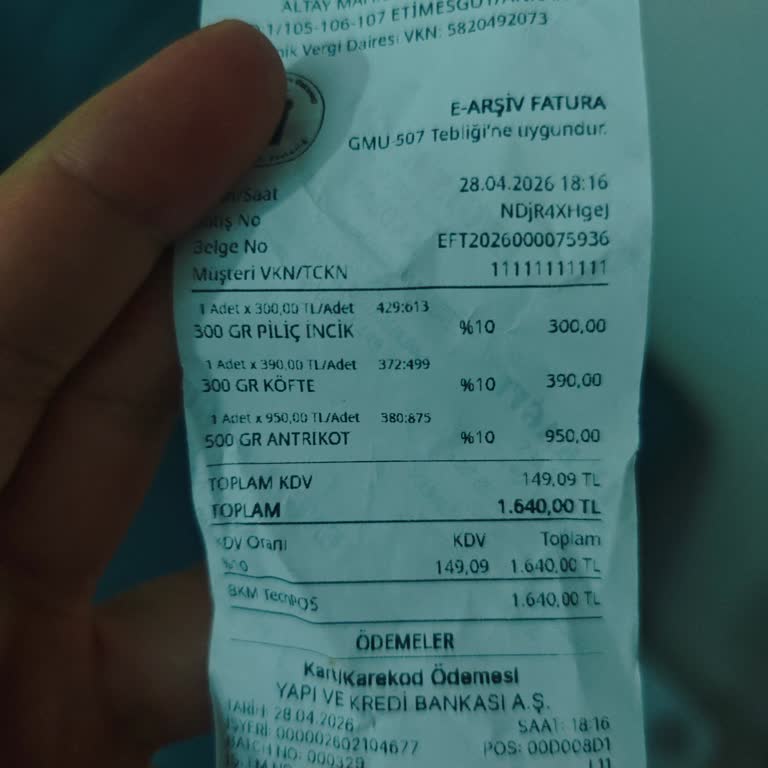 ALTAY
1/105-106-107 ETİMESGUT
Vergi Dairesi VKN: 5820492073
E-ARŞİV FATURA
GMU-507 Tebliği'ne uygundur.
/Saat 28.04.2026 18:16
No NDjR4XHgeJ
Belge No EFT2026000075936
Müşteri VKN/TCKN 11111111111
1 Adet x 300,00 TL/Adet 429:613
300 GR PİLİÇ İNCİK %10 300,00
1 Adet x 390,00 TL/Adet 372:499
300 GR KÖFTE %10 390,00
1 Adet x 950,00 TL/Adet 380:875
500 GR ANTRIKOT %10 950,00
TOPLAM KDV 149,09 TL
TOPLAM 1.640,00 TL
KDV Oranı KDV Toplam
%10 149,09 1.640,00 TL
BKM TechPOS 1.640,00 TL
ÖDEMELER
Kart/Karekod Ödemesi
YAPI VE KREDİ BANKASI A.Ş.
TARİH: 28.04.2026 SAAT: 18:16
İŞYERİ: 000002602104677 POS: 00D008D1
BATCH NO: 000329